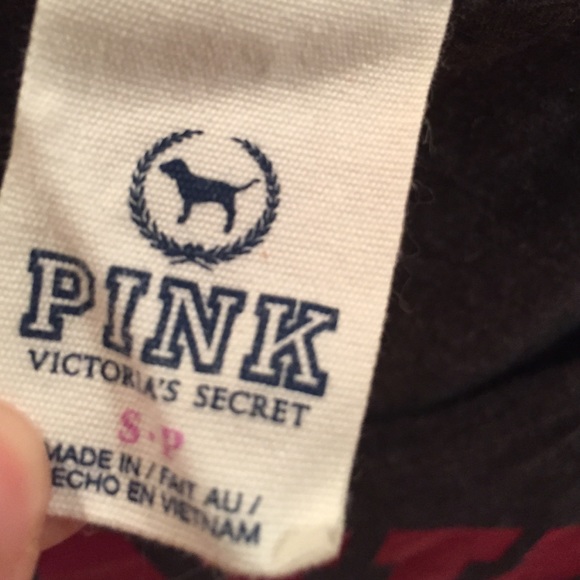 PINK
VICTORIA'S SECRET
S·P
MADE IN / FAIT AU /
ECHO EN VIETNAM